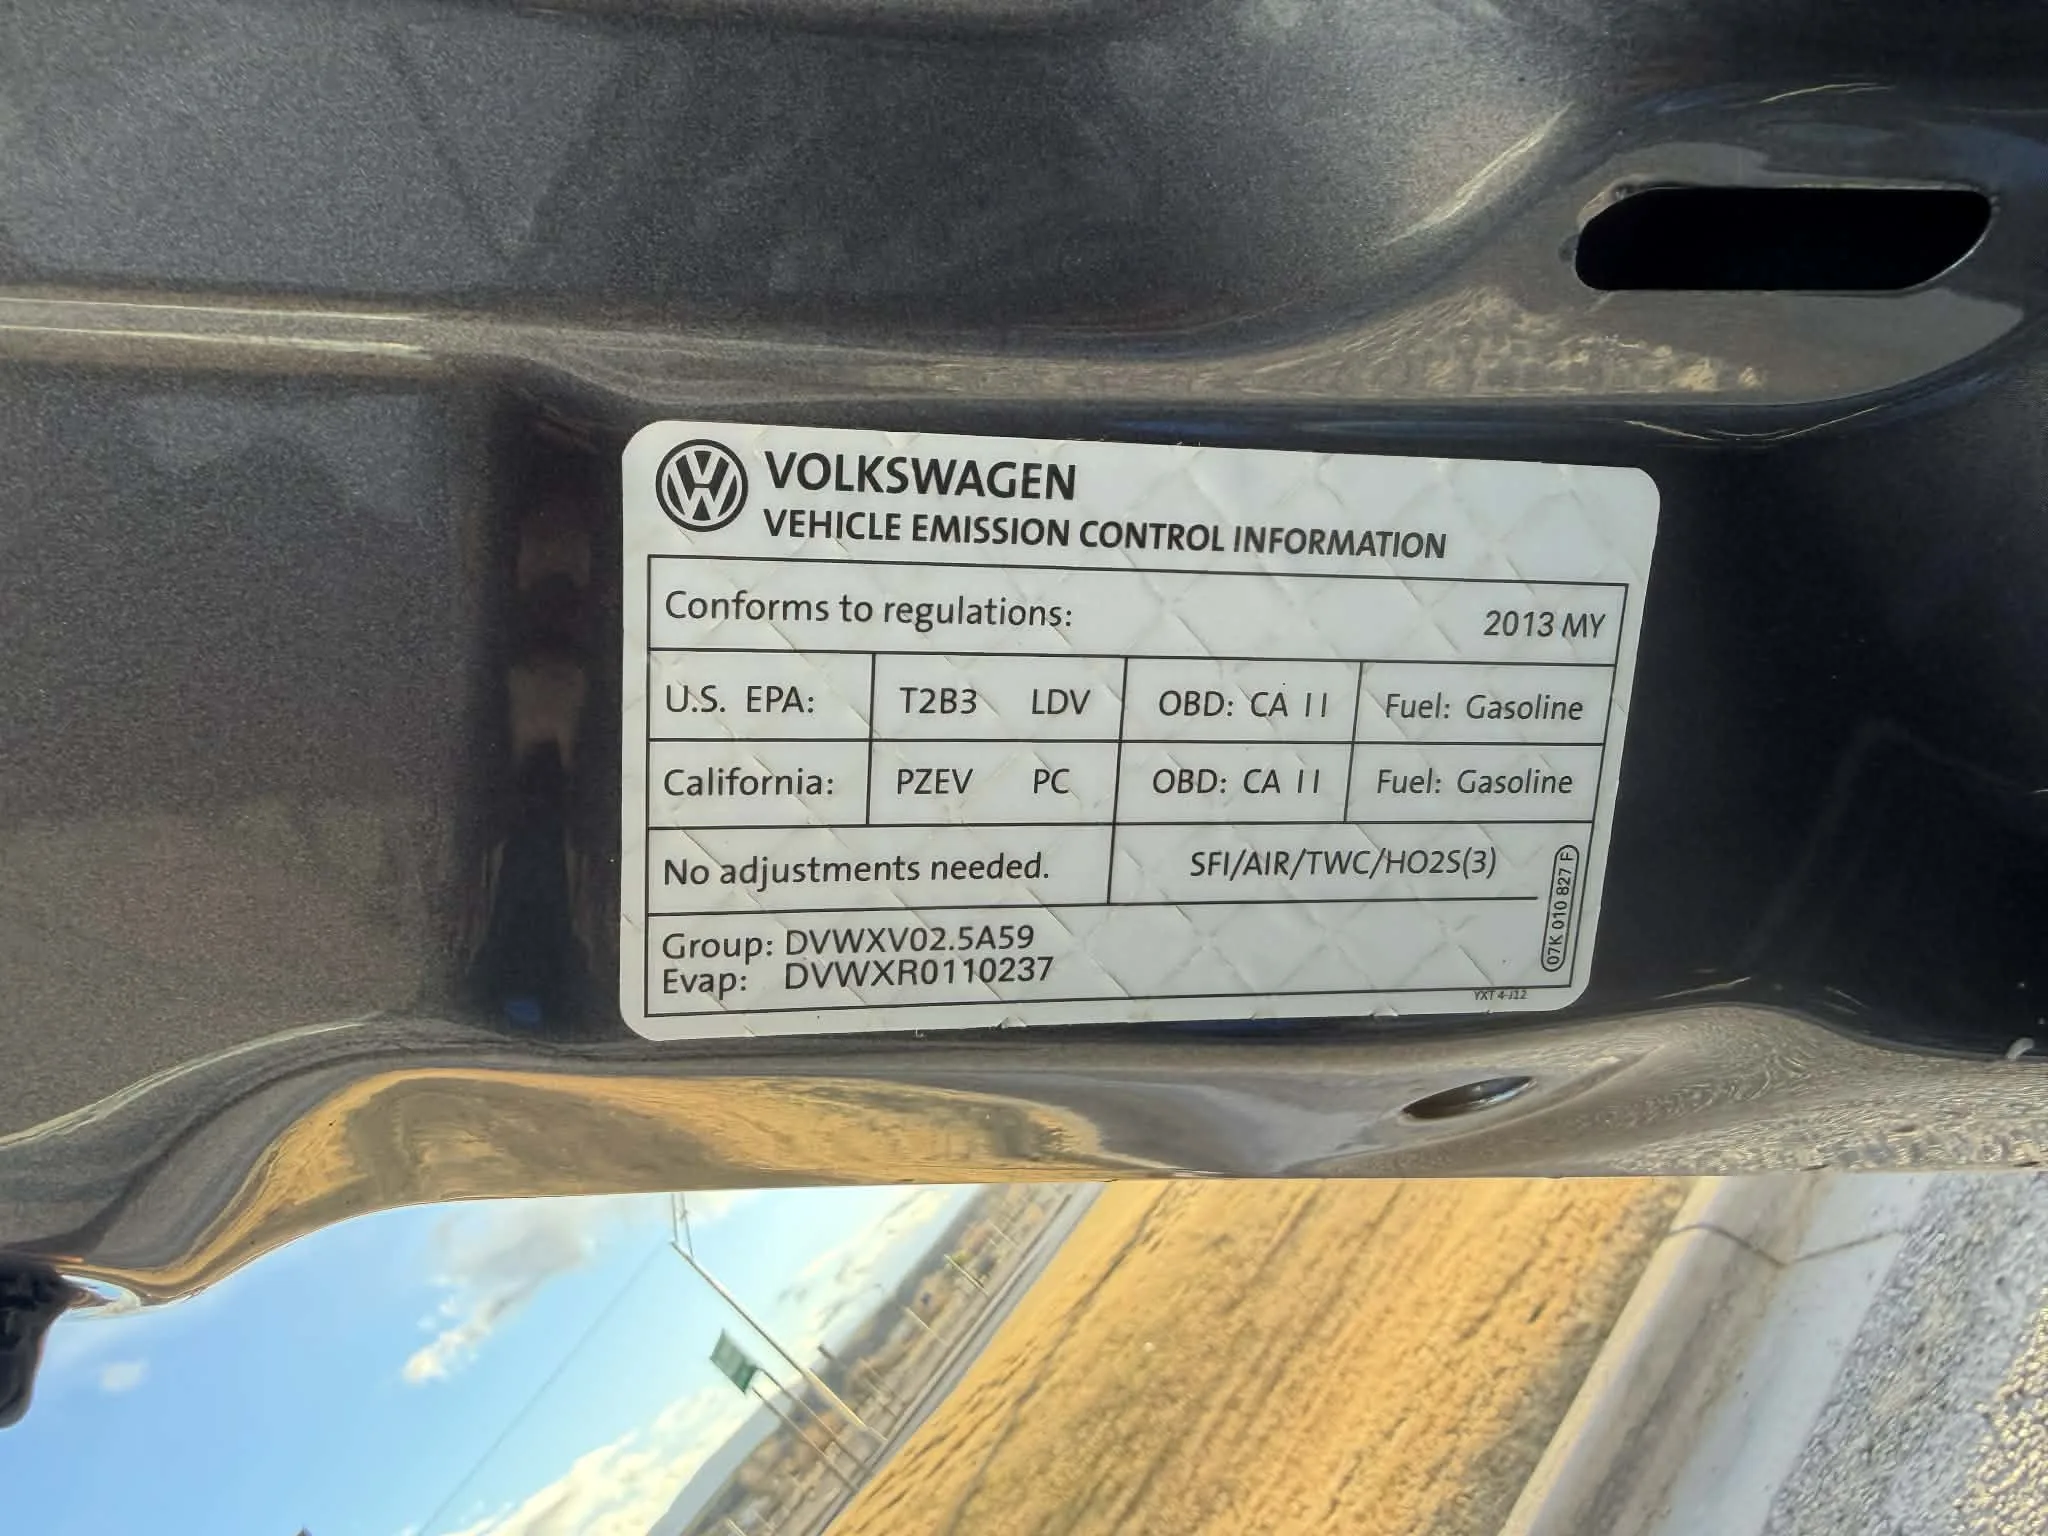 VOLKSWAGEN
VEHICLE EMISSION CONTROL INFORMATION
Conforms to regulations: 2013 MY
U.S. EPA: T2B3 LDV OBD: CA II Fuel: Gasoline
California: PZEV PC OBD: CA II Fuel: Gasoline
No adjustments needed. SFI/AIR/TWC/HO2S(3)
07K 010 827 F
Group: DVWXV02.5A59
Evap: DVWXR0110237
YXT 4-J12